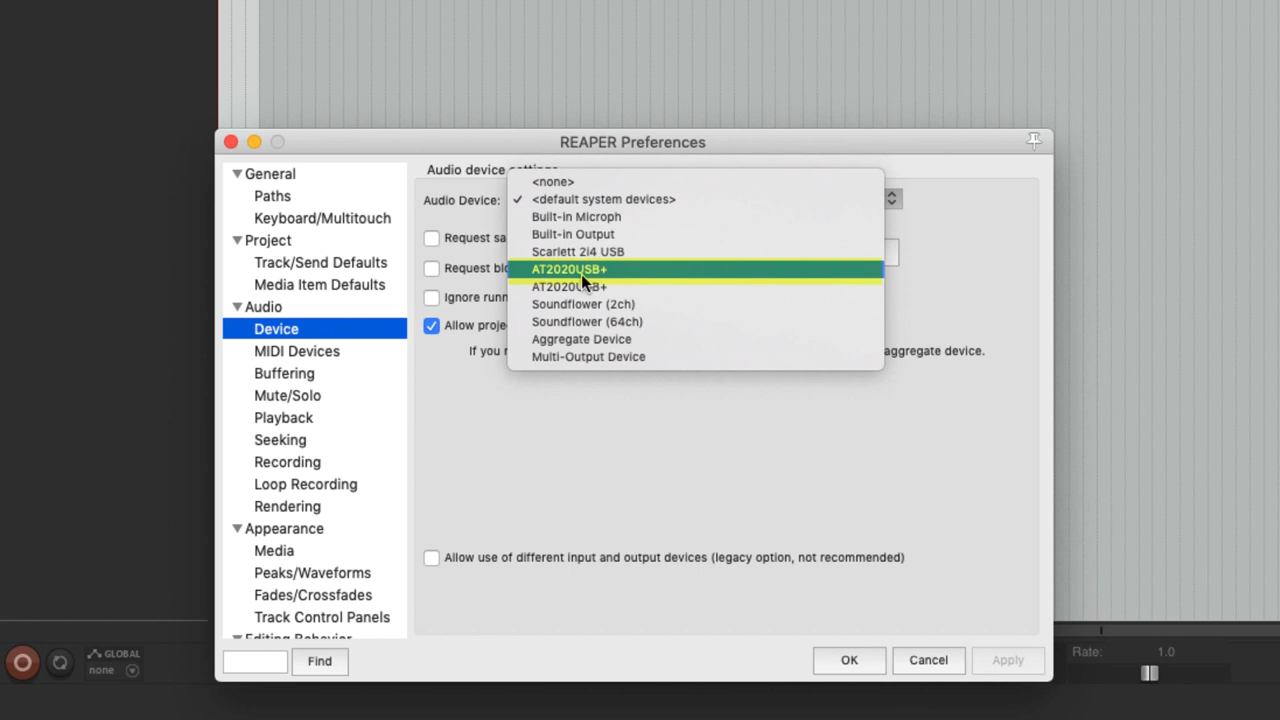 REAPER Preferences
General
Paths
Keyboard/Multitouch
Project
Track/Send Defaults
Media Item Defaults
Audio
Device
MIDI Devices
Buffering
Mute/Solo
Playback
Seeking
Recording
Loop Recording
Rendering
Appearance
Media
Peaks/Waveforms
Fades/Crossfades
Track Control Panels
Editing Behavior
Find
Audio device settings
Audio Device:
<none>
<default system devices>
Built-in Microph
Built-in Output
Scarlett 2i4 USB
AT2020USB+
AT2020USB+
Soundflower (2ch)
Soundflower (64ch)
Aggregate Device
Multi-Output Device
Request sa
Request blo
Ignore runn
Allow proje
If you r
aggregate device.
Allow use of different input and output devices (legacy option, not recommended)
OK
Cancel
Apply
GLOBAL
none
Rate:
1.0